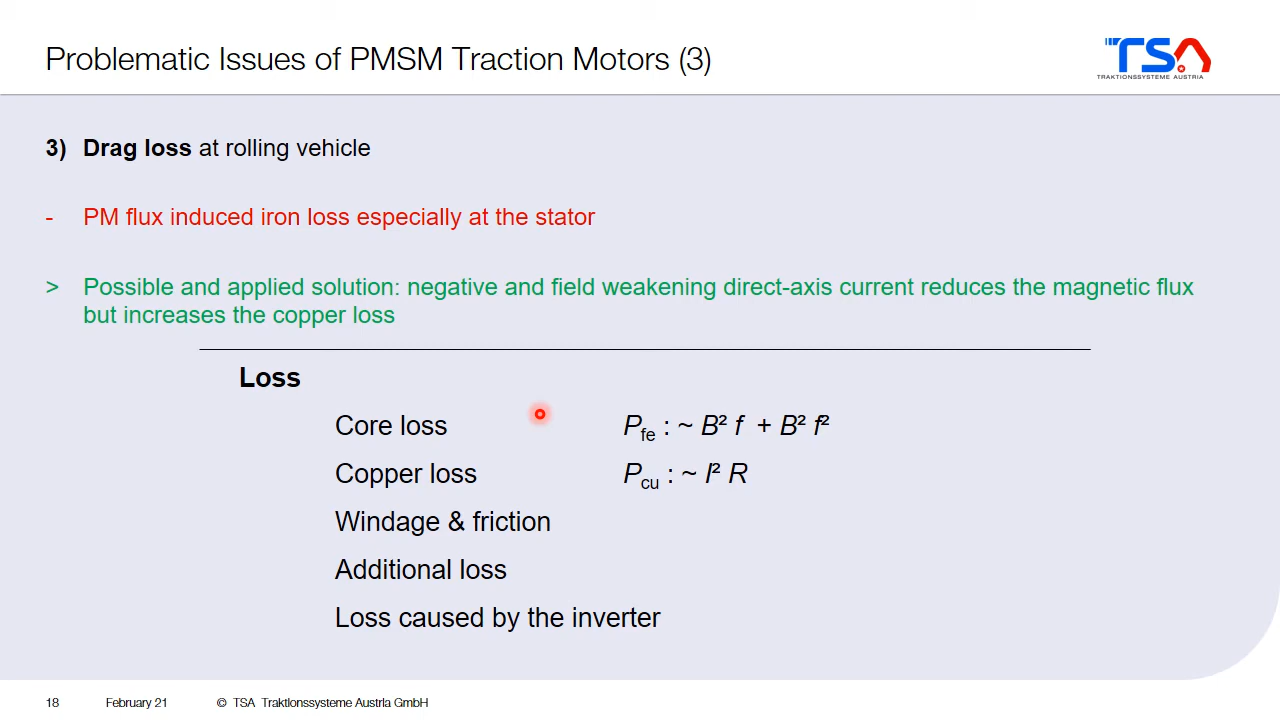 Problematic Issues of PMSM Traction Motors (3)
TSA
TRAKTIONSSYSTEME AUSTRIA
3) Drag loss at rolling vehicle
- PM flux induced iron loss especially at the stator
> Possible and applied solution: negative and field weakening direct-axis current reduces the magnetic flux
but increases the copper loss
Loss
Core loss P_fe : ~ B² f + B² f²
Copper loss P_cu : ~ I² R
Windage & friction
Additional loss
Loss caused by the inverter
18 February 21 © TSA Traktionssysteme Austria GmbH